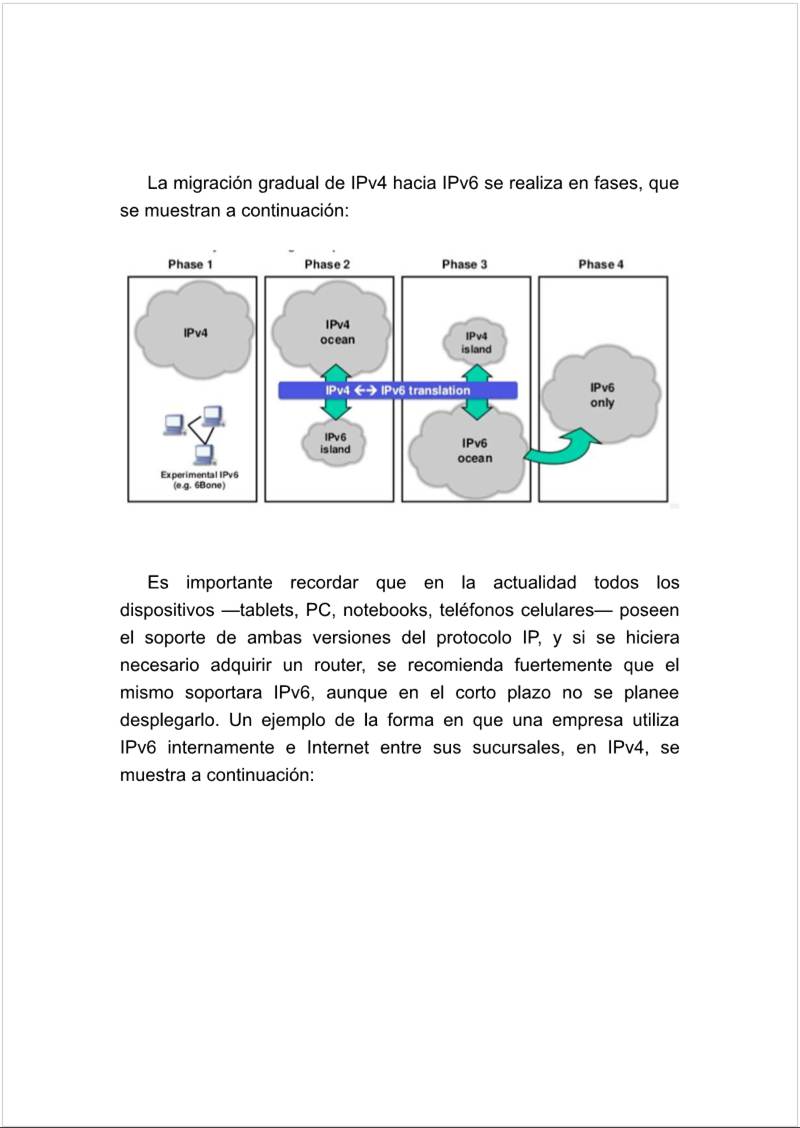 La migración gradual de IPv4 hacia IPv6 se realiza en fases, que
se muestran a continuación:
Phase 1
Phase 2
Phase 3
Phase 4
IPv4
IPv4
ocean
IPv4
island
IPv6
only
IPv4 ←→ IPv6 translation
IPv6
island
IPv6
ocean
Experimental IPv6
(e.g. 6Bone)
Es importante recordar que en la actualidad todos los
dispositivos —tablets, PC, notebooks, teléfonos celulares— poseen
el soporte de ambas versiones del protocolo IP, y si se hiciera
necesario adquirir un router, se recomienda fuertemente que el
mismo soportara IPv6, aunque en el corto plazo no se planee
desplegarlo. Un ejemplo de la forma en que una empresa utiliza
IPv6 internamente e Internet entre sus sucursales, en IPv4, se
muestra a continuación: